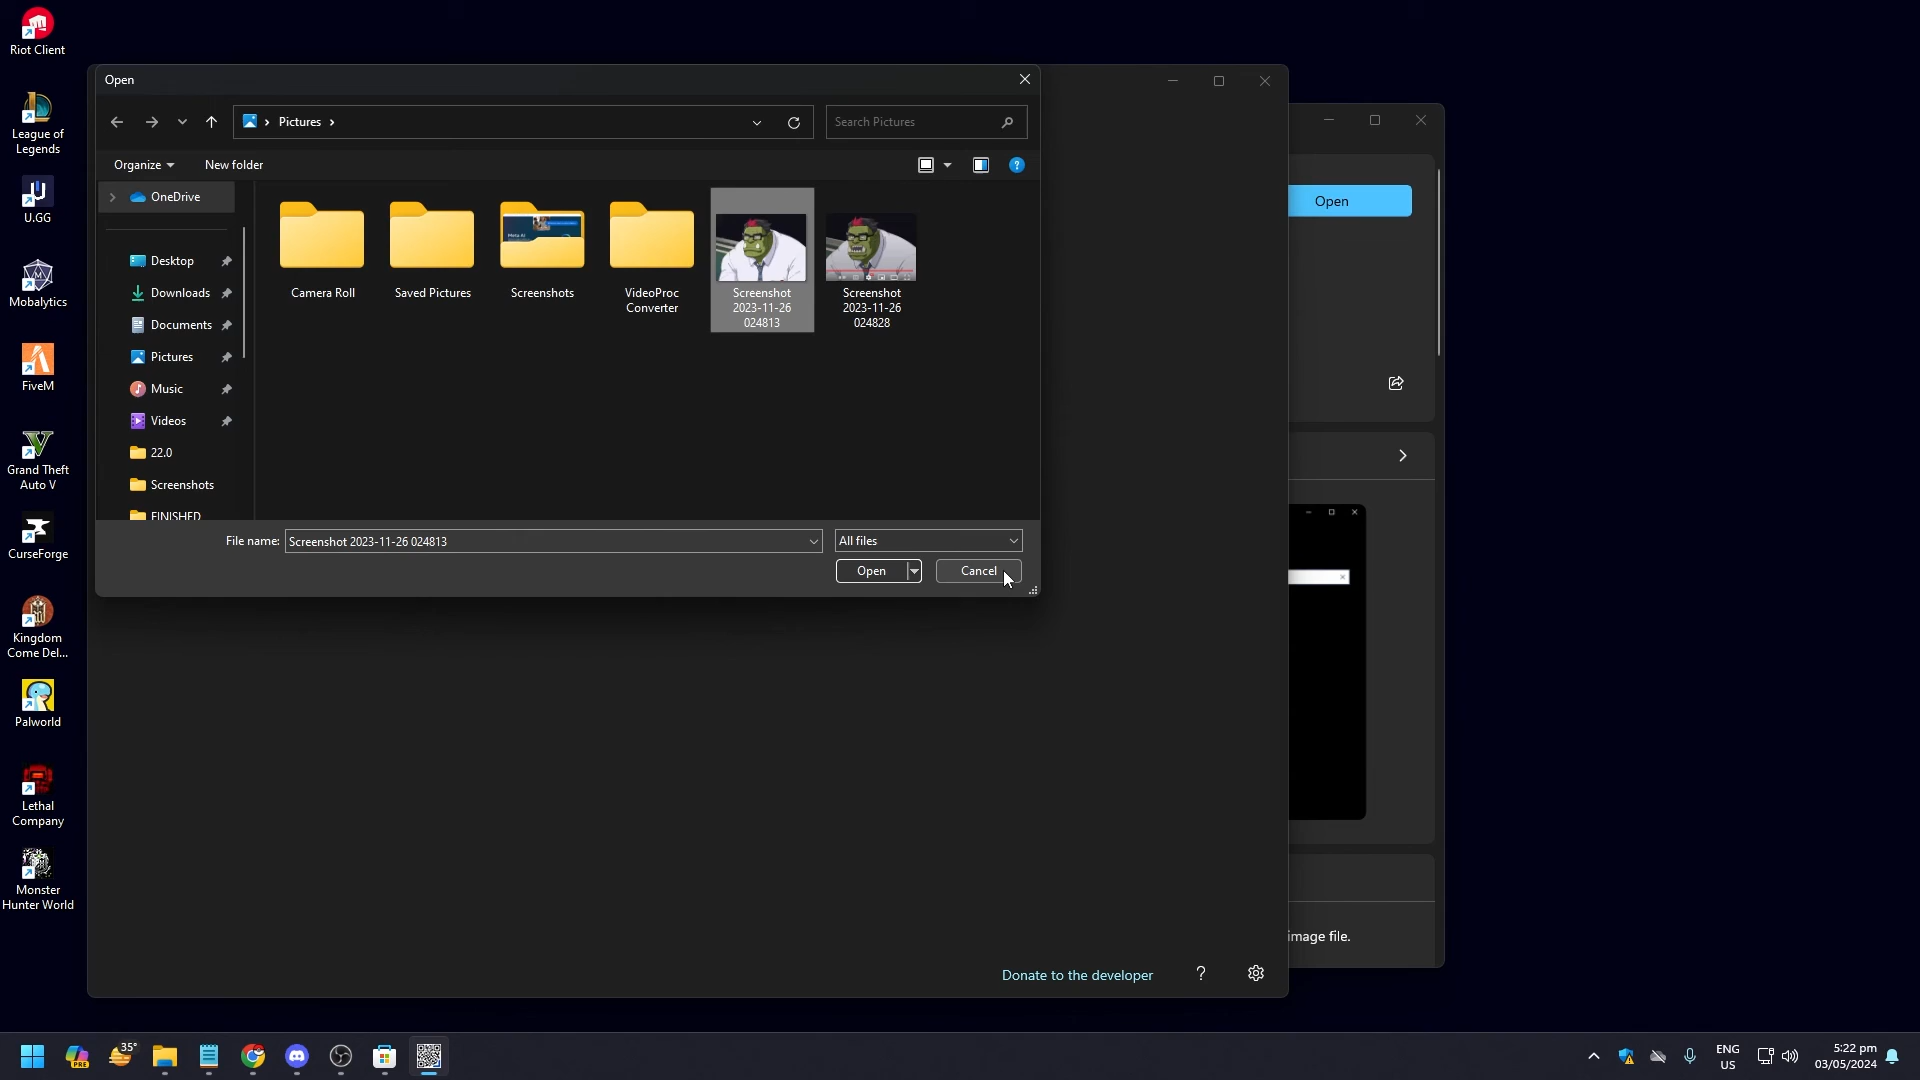 Riot Client
League of
Legends
U.GG
Mobalytics
FiveM
Grand Theft
Auto V
CurseForge
Kingdom
Come Del...
Palworld
Lethal
Company
Monster
Hunter World
Open
Pictures
Search Pictures
Organize
New folder
OneDrive
Desktop
Downloads
Documents
Pictures
Music
Videos
22.0
Screenshots
FINISHED
Camera Roll
Saved Pictures
Screenshots
VideoProc
Converter
Screenshot
2023-11-26
024813
Screenshot
2023-11-26
024828
File name:
Screenshot 2023-11-26 024813
All files
Open
Cancel
Open
image file.
Donate to the developer
?
35°
PRE
ENG
US
5:22 pm
03/05/2024